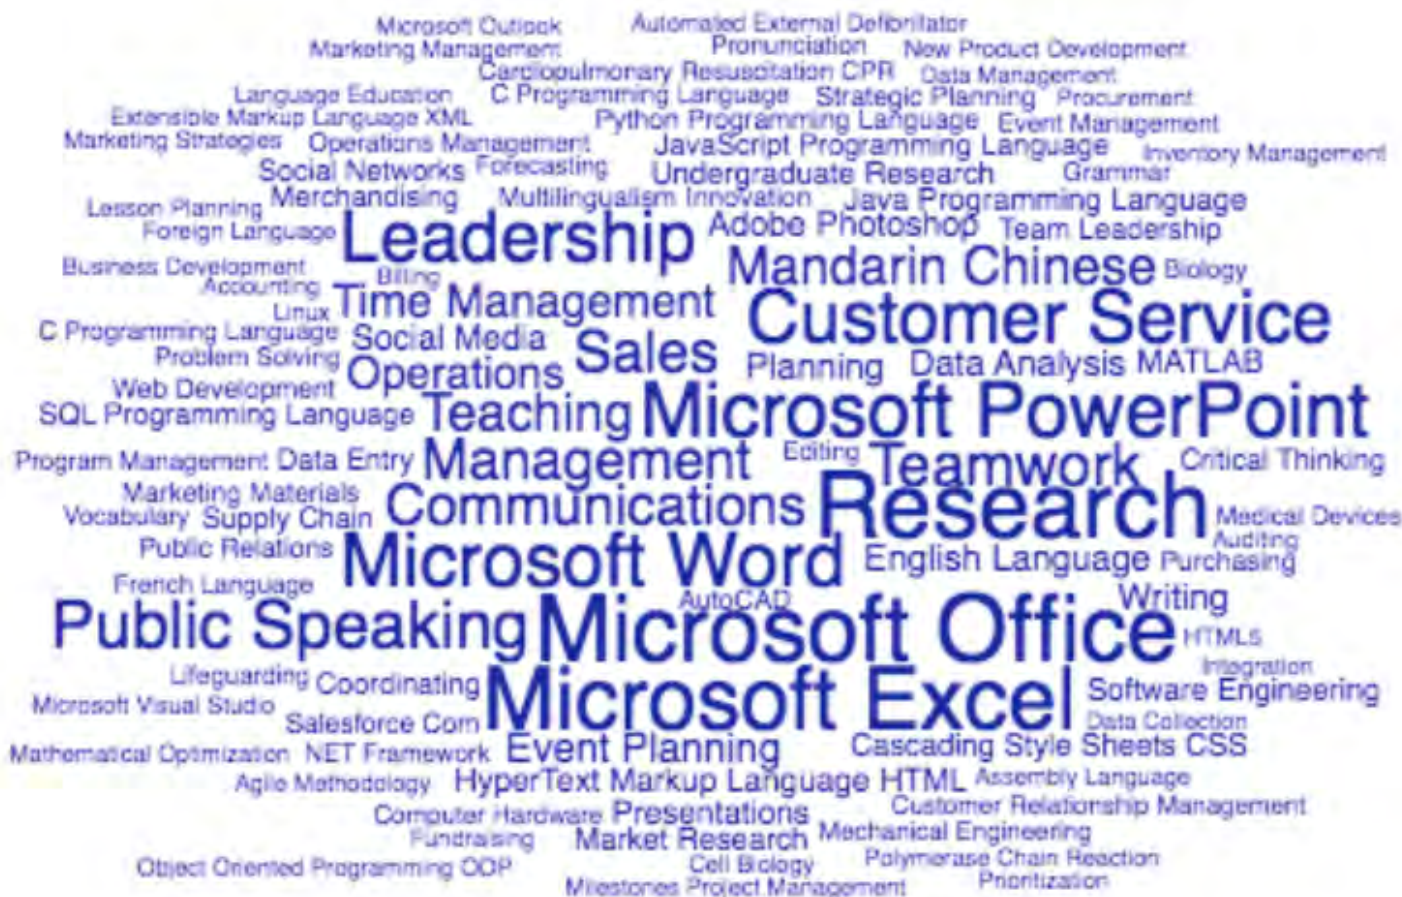 Microsoft Outlook Automated External Defibrillator
Marketing Management Pronunciation New Product Development
Cardiopulmonary Resuscitation CPR Data Management
Language Education C Programming Language Strategic Planning Procurement
Extensible Markup Language XML Python Programming Language Event Management
Marketing Strategies Operations Management JavaScript Programming Language Inventory Management
Social Networks Forecasting Undergraduate Research Grammar
Lesson Planning Merchandising Multilingualism Innovation Java Programming Language
Foreign Language Leadership Adobe Photoshop Team Leadership
Business Development Billing Mandarin Chinese Biology
Accounting
Linux Time Management Customer Service
C Programming Language Social Media Sales
Problem Solving Operations Planning Data Analysis MATLAB
Web Development
SQL Programming Language Teaching Microsoft PowerPoint
Program Management Data Entry Management Editing Teamwork Critical Thinking
Marketing Materials Communications Research
Vocabulary Supply Chain Medical Devices
Public Relations Microsoft Word English Language Auditing
Purchasing
French Language AutoCAD Writing
Public Speaking Microsoft Office HTML5
Lifeguarding Coordinating Microsoft Excel Integration
Software Engineering
Microsoft Visual Studio Salesforce Com Data Collection
Mathematical Optimization NET Framework Event Planning Cascading Style Sheets CSS
Agile Methodology HyperText Markup Language HTML Assembly Language
Computer Hardware Presentations Customer Relationship Management
Fundraising Market Research Mechanical Engineering
Object Oriented Programming OOP Cell Biology Polymerase Chain Reaction
Milestones Project Management Prioritization